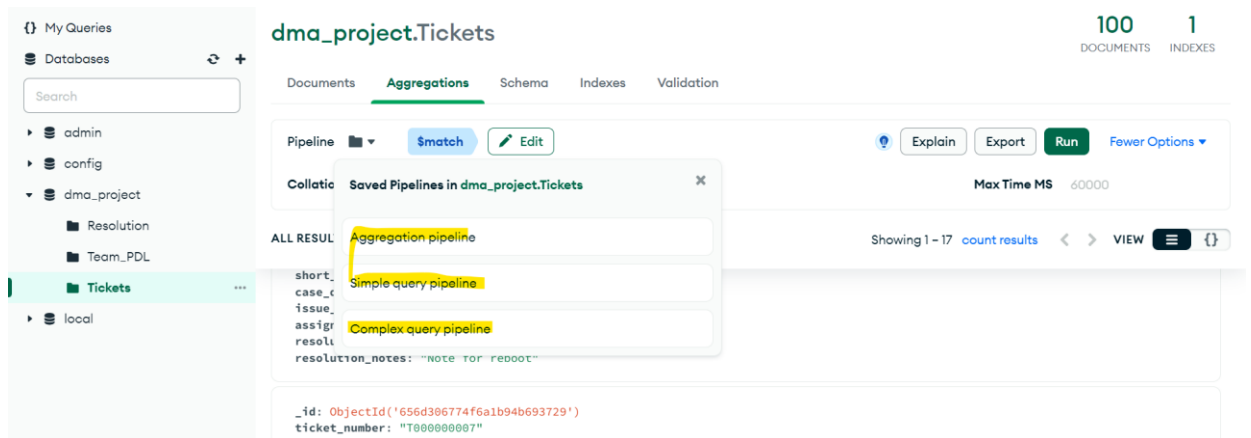 {} My Queries
Databases
Search
admin
config
dma_project
Resolution
Team_PDL
Tickets
local
dma_project.Tickets
100
DOCUMENTS
1
INDEXES
Documents Aggregations Schema Indexes Validation
Pipeline $match Edit Explain Export Run Fewer Options
Collatio Max Time MS 60000
Saved Pipelines in dma_project.Tickets
Aggregation pipeline
Simple query pipeline
Complex query pipeline
ALL RESUL Showing 1 – 17 count results VIEW {}
short_
case_
issue_
assign
resolu
resolution_notes: "Note for reboot"
_id: ObjectId('656d306774f6a1b94b693729')
ticket_number: "T000000007"